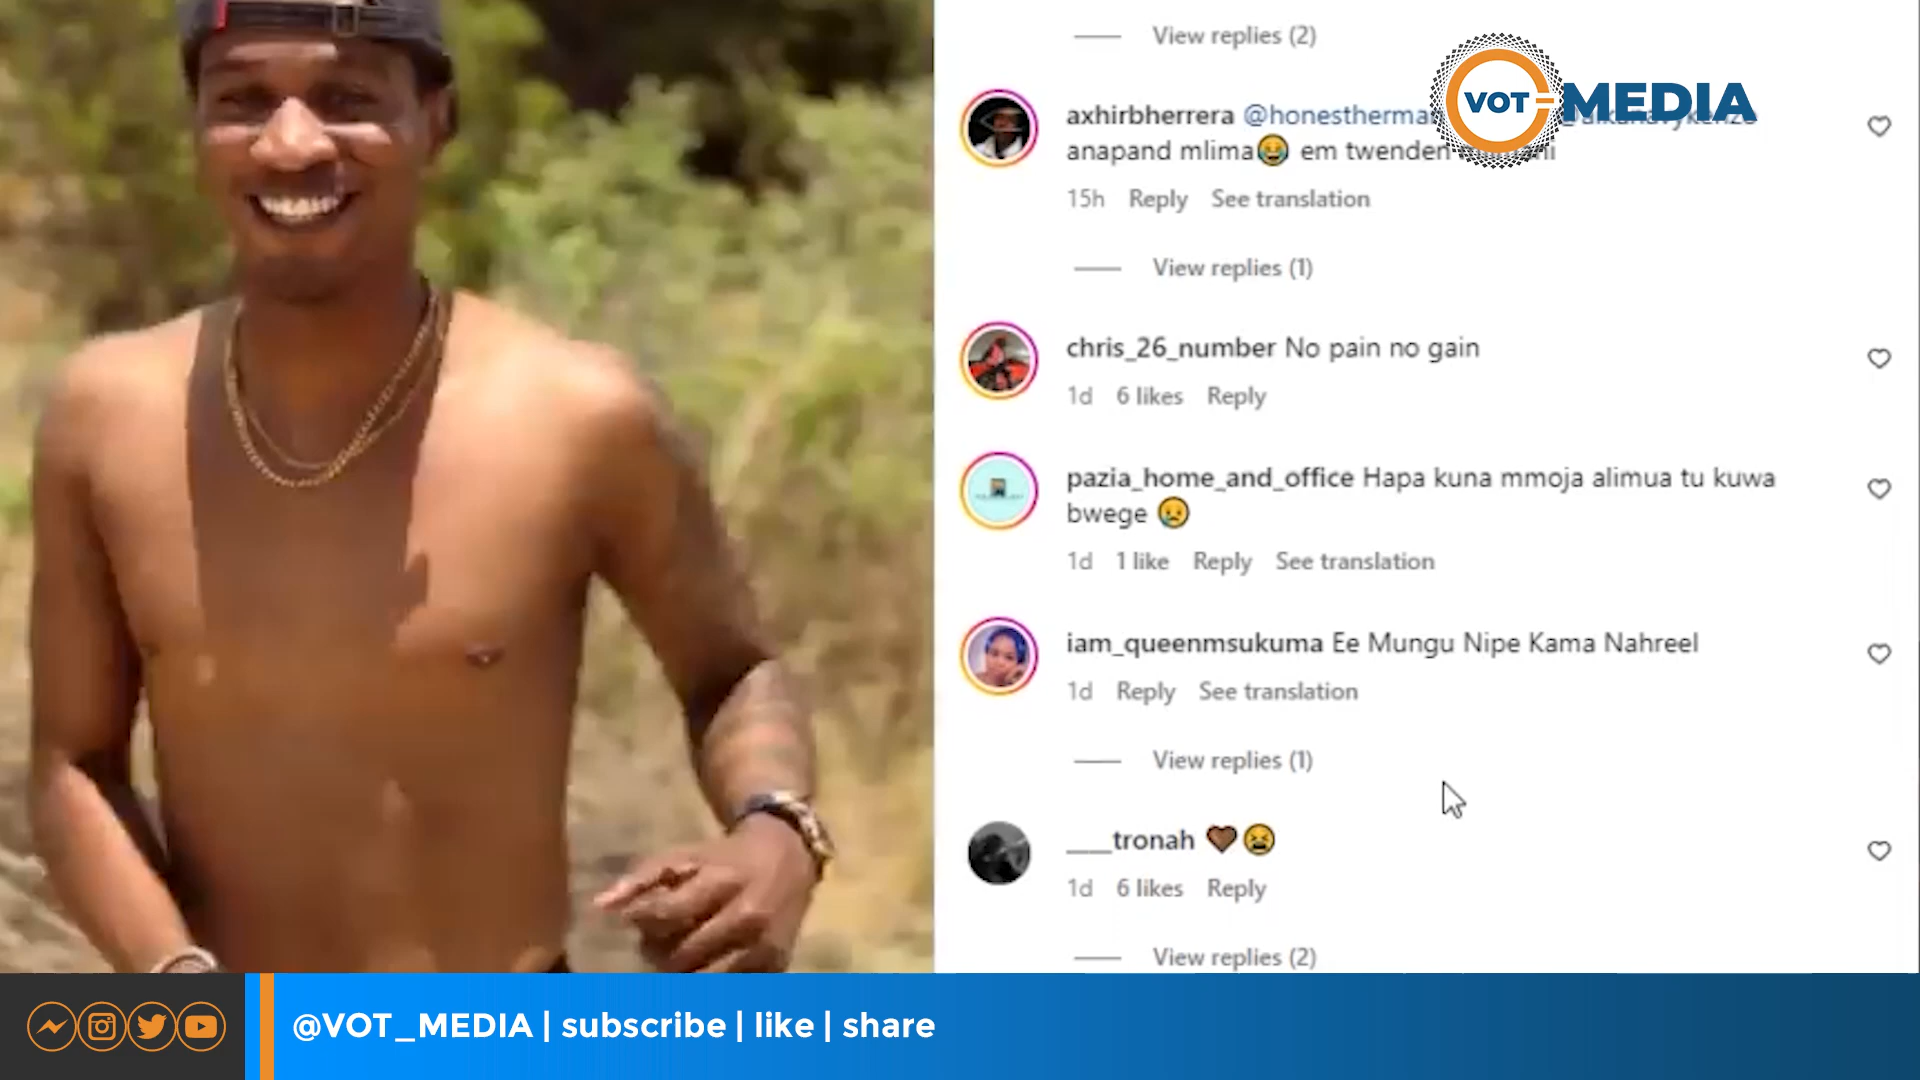 View replies (2)
VOT MEDIA
axhirbherrera
anapand mlima😂 em twenden
15h Reply See translation
View replies (1)
chris_26_number No pain no gain
1d 6 likes Reply
pazia_home_and_office Hapa kuna mmoja alimua tu kuwa
bwege 😢
1d 1 like Reply See translation
iam_queenmsukuma Ee Mungu Nipe Kama Nahreel
1d Reply See translation
View replies (1)
___tronah 🤎😫
1d 6 likes Reply
View replies (2)
@VOT_MEDIA | subscribe | like | share